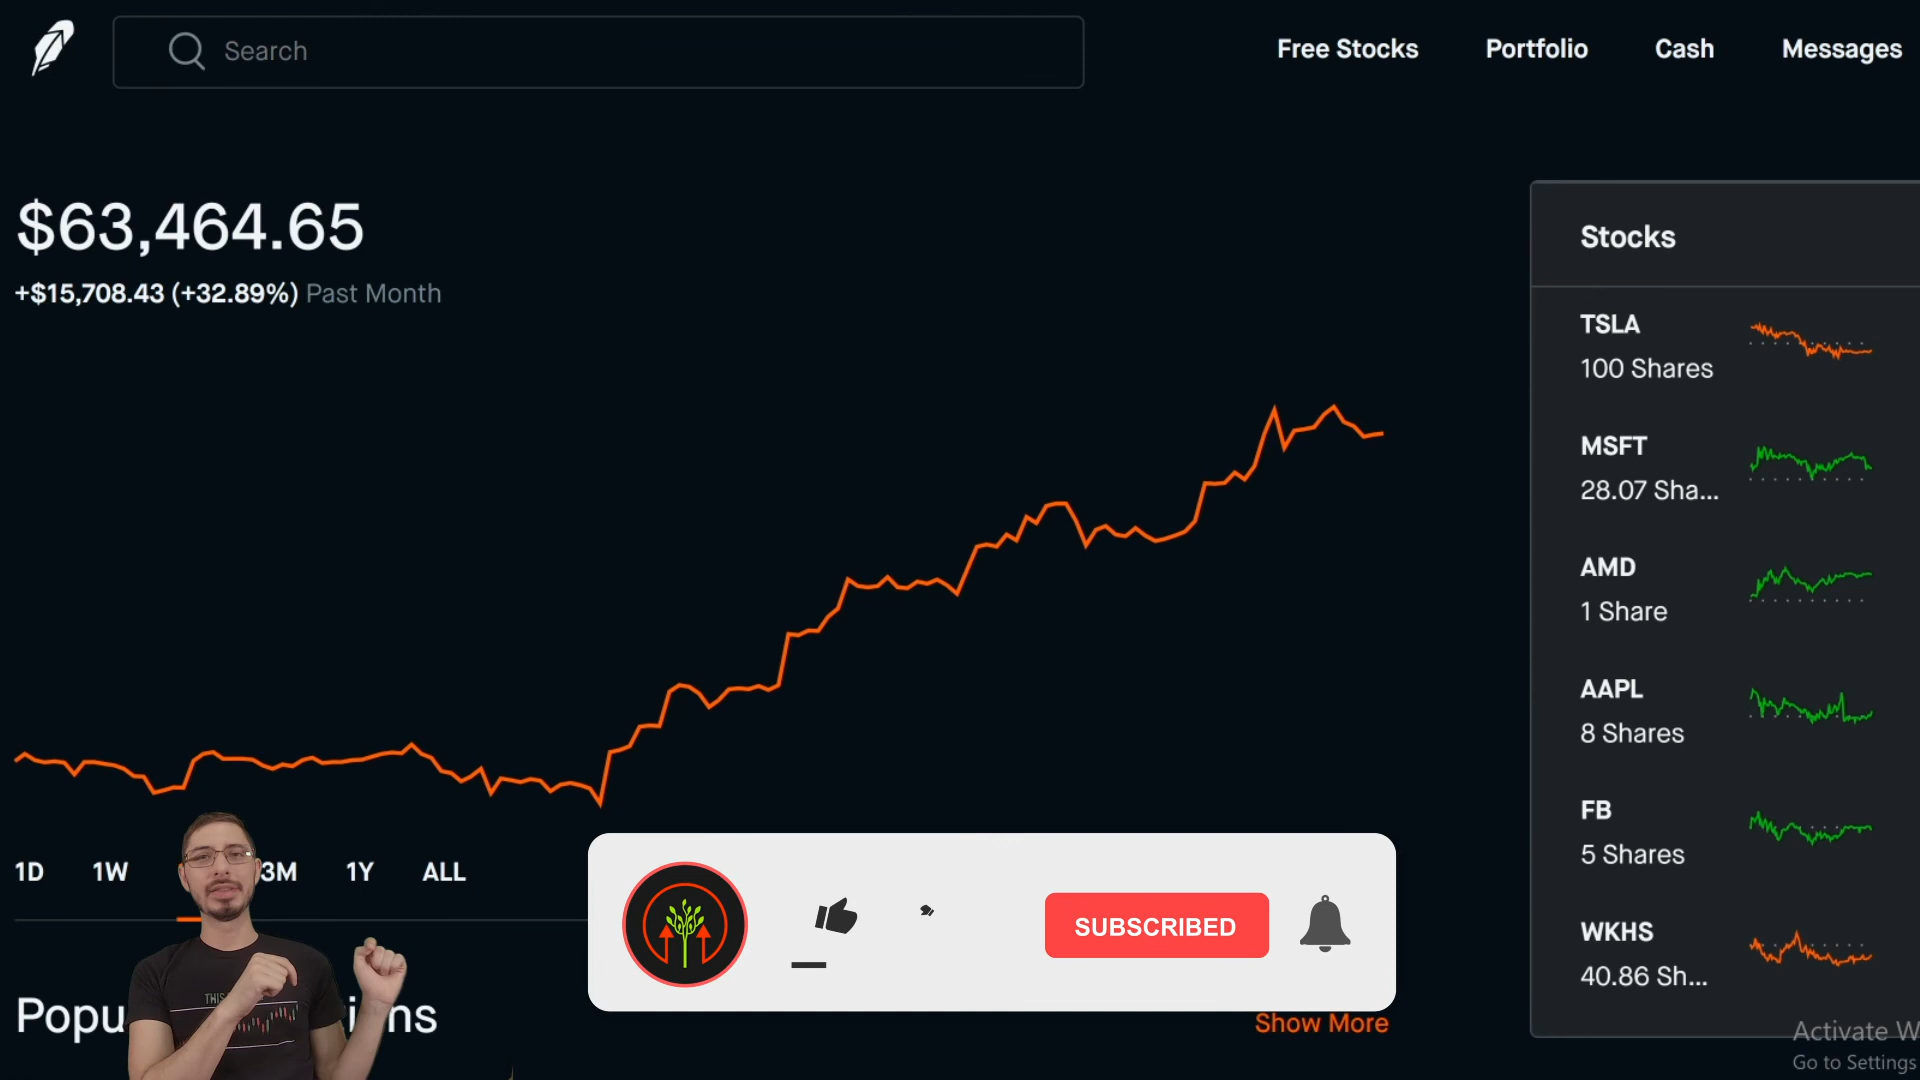 Search
Free Stocks
Portfolio
Cash
Messages
$63,464.65
+$15,708.43 (+32.89%) Past Month
Stocks
TSLA
100 Shares
MSFT
28.07 Sha...
AMD
1 Share
AAPL
8 Shares
FB
5 Shares
WKHS
40.86 Sh...
1D
1W
3M
1Y
ALL
SUBSCRIBED
Show More
Activate W
Go to Settings